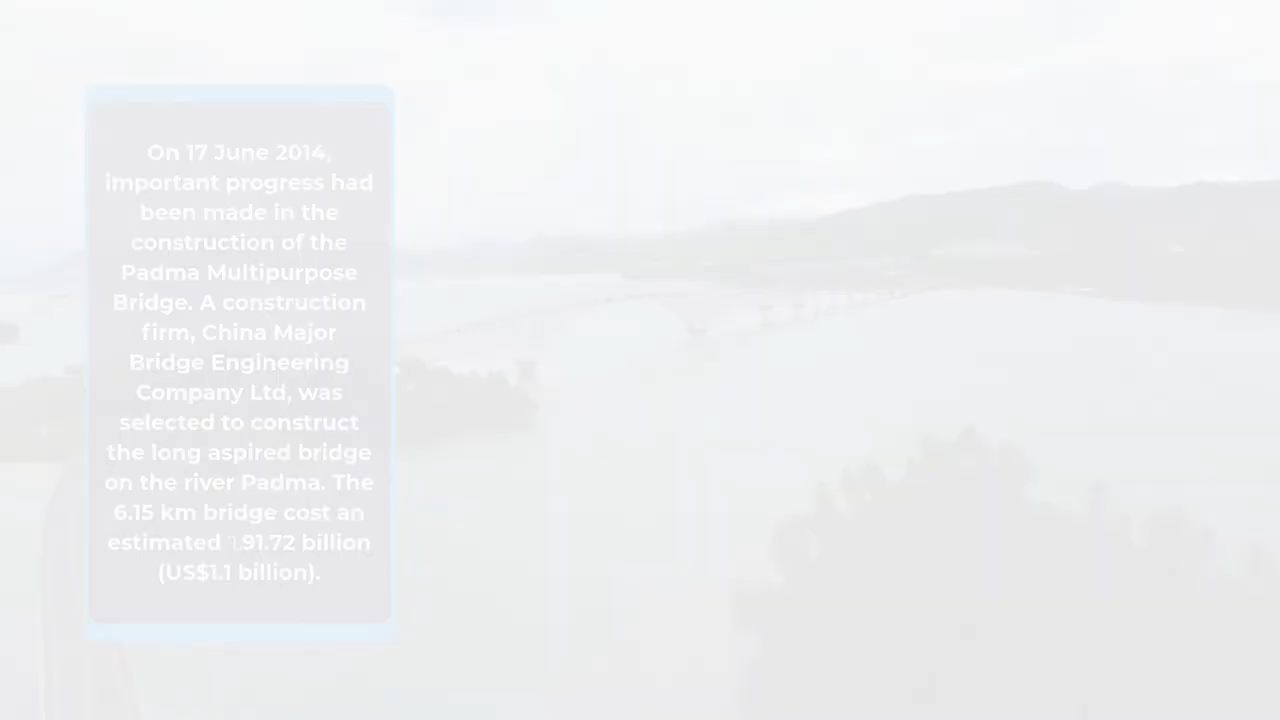 On 17 June 2014,
important progress had
been made in the
construction of the
Padma Multipurpose
Bridge. A construction
firm, China Major
Bridge Engineering
Company Ltd, was
selected to construct
the long aspired bridge
on the river Padma. The
6.15 km bridge cost an
estimated 91.72 billion
(US$1.1 billion).